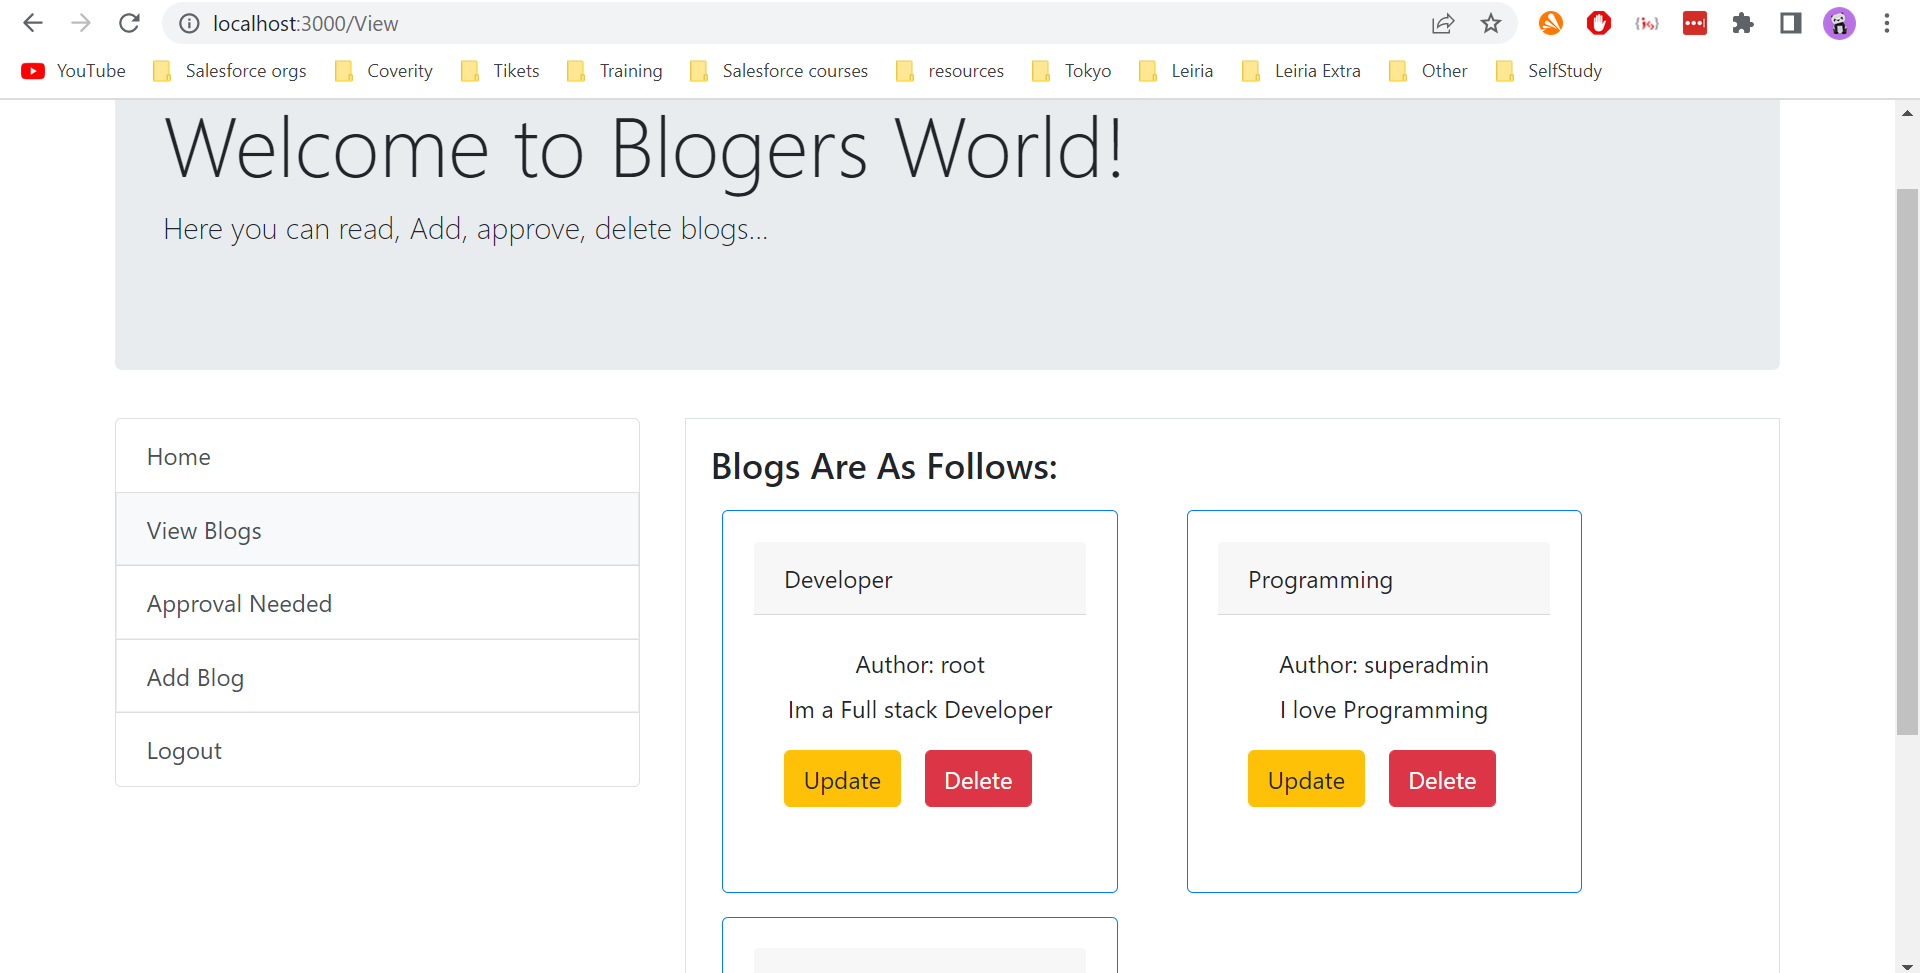 localhost:3000/View
YouTube Salesforce orgs Coverity Tikets Training Salesforce courses resources Tokyo Leiria Leiria Extra Other SelfStudy
Welcome to Blogers World!
Here you can read, Add, approve, delete blogs...
Home
View Blogs
Approval Needed
Add Blog
Logout
Blogs Are As Follows:
Developer
Author: root
Im a Full stack Developer
Update Delete
Programming
Author: superadmin
I love Programming
Update Delete